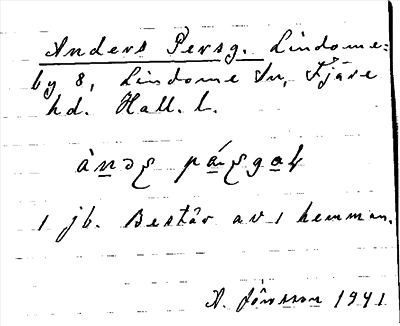 Anders Persg. Lindome=
by 8, Lindome sn, Fjäre
hd. Hall. l.
1 jb. Består av 1 hemman.
A. Jönsson 1941